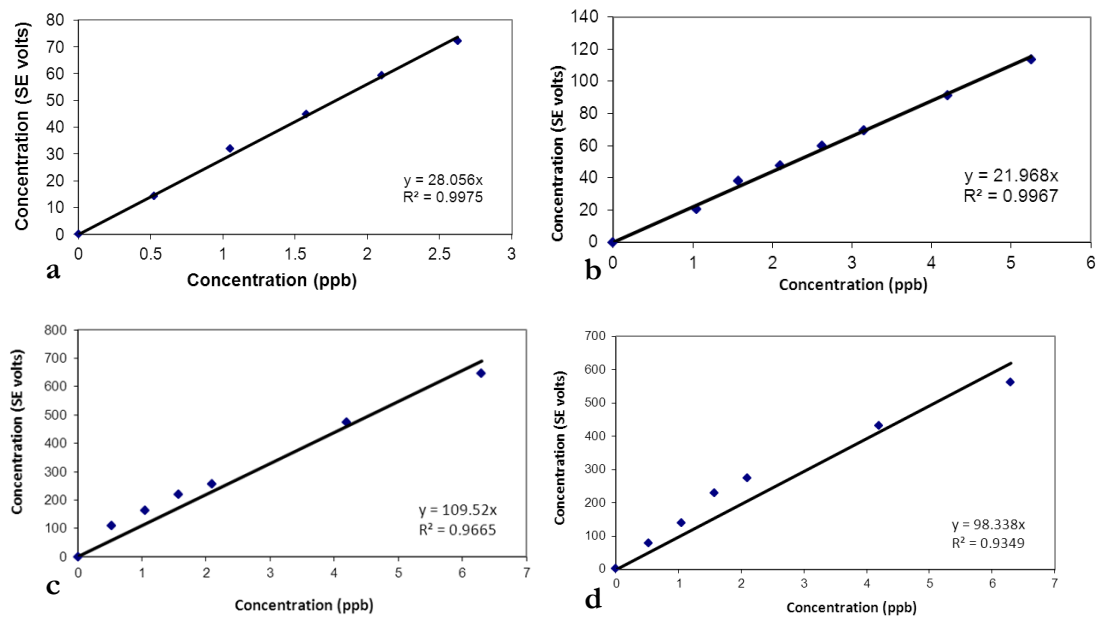 80
70
60
50
40
30
20
10
0
Concentration (SE volts)
y = 28.056x
R² = 0.9975
0 0.5 1 1.5 2 2.5 3
a
Concentration (ppb)
140
120
100
80
60
40
20
0
Concentration (SE volts)
y = 21.968x
R² = 0.9967
0 1 2 3 4 5 6
b
Concentration (ppb)
800
700
600
500
400
300
200
100
0
Concentration (SE volts)
y = 109.52x
R² = 0.9665
0 1 2 3 4 5 6 7
c
Concentration (ppb)
700
600
500
400
300
200
100
0
Concentration (SE volts)
y = 98.338x
R² = 0.9349
0 1 2 3 4 5 6 7
d
Concentration (ppb)